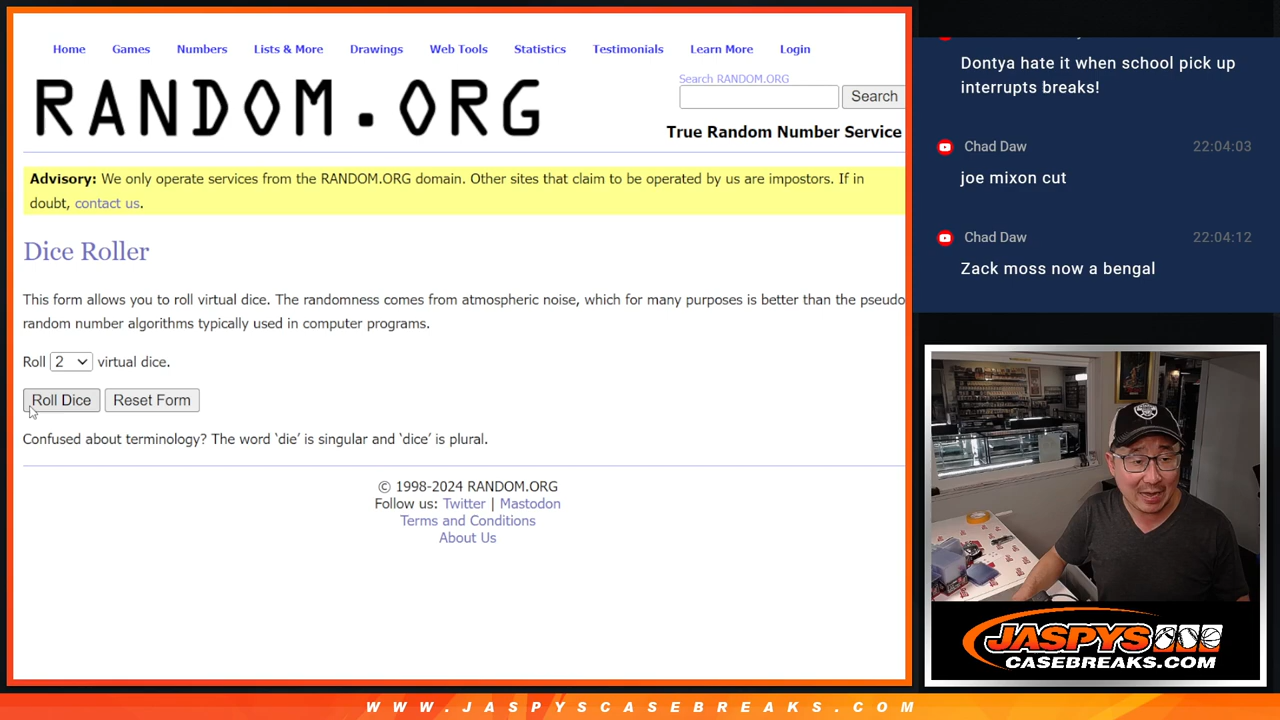 Home Games Numbers Lists & More Drawings Web Tools Statistics Testimonials Learn More Login
RANDOM.ORG
Search RANDOM.ORG
Search
True Random Number Service
Advisory: We only operate services from the RANDOM.ORG domain. Other sites that claim to be operated by us are impostors. If in
doubt, contact us.
Dice Roller
This form allows you to roll virtual dice. The randomness comes from atmospheric noise, which for many purposes is better than the pseudo
random number algorithms typically used in computer programs.
Roll 2 virtual dice.
Roll Dice Reset Form
Confused about terminology? The word ‘die’ is singular and ‘dice’ is plural.
© 1998-2024 RANDOM.ORG
Follow us: Twitter | Mastodon
Terms and Conditions
About Us
Dontya hate it when school pick up
interrupts breaks!
Chad Daw 22:04:03
joe mixon cut
Chad Daw 22:04:12
Zack moss now a bengal
JASPYS
CASEBREAKS.COM
WWW.JASPYSCASEBREAKS.COM